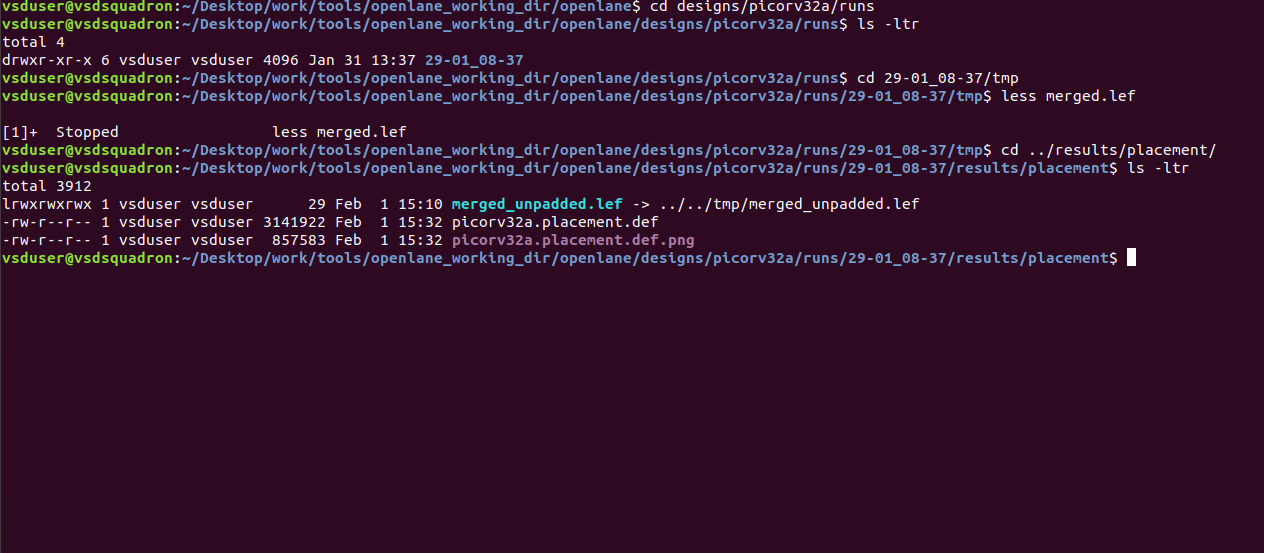 vsduser@vsdsquadron:~/Desktop/work/tools/openlane_working_dir/openlane$ cd designs/picorv32a/runs
vsduser@vsdsquadron:~/Desktop/work/tools/openlane_working_dir/openlane/designs/picorv32a/runs$ ls -ltr
total 4
drwxr-xr-x 6 vsduser vsduser 4096 Jan 31 13:37 29-01_08-37
vsduser@vsdsquadron:~/Desktop/work/tools/openlane_working_dir/openlane/designs/picorv32a/runs$ cd 29-01_08-37/tmp
vsduser@vsdsquadron:~/Desktop/work/tools/openlane_working_dir/openlane/designs/picorv32a/runs/29-01_08-37/tmp$ less merged.lef
[1]+  Stopped                 less merged.lef
vsduser@vsdsquadron:~/Desktop/work/tools/openlane_working_dir/openlane/designs/picorv32a/runs/29-01_08-37/tmp$ cd ../results/placement/
vsduser@vsdsquadron:~/Desktop/work/tools/openlane_working_dir/openlane/designs/picorv32a/runs/29-01_08-37/results/placement$ ls -ltr
total 3912
lrwxrwxrwx 1 vsduser vsduser      29 Feb  1 15:10 merged_unpadded.lef -> ../../tmp/merged_unpadded.lef
-rw-r--r-- 1 vsduser vsduser 3141922 Feb  1 15:32 picorv32a.placement.def
-rw-r--r-- 1 vsduser vsduser  857583 Feb  1 15:32 picorv32a.placement.def.png
vsduser@vsdsquadron:~/Desktop/work/tools/openlane_working_dir/openlane/designs/picorv32a/runs/29-01_08-37/results/placement$